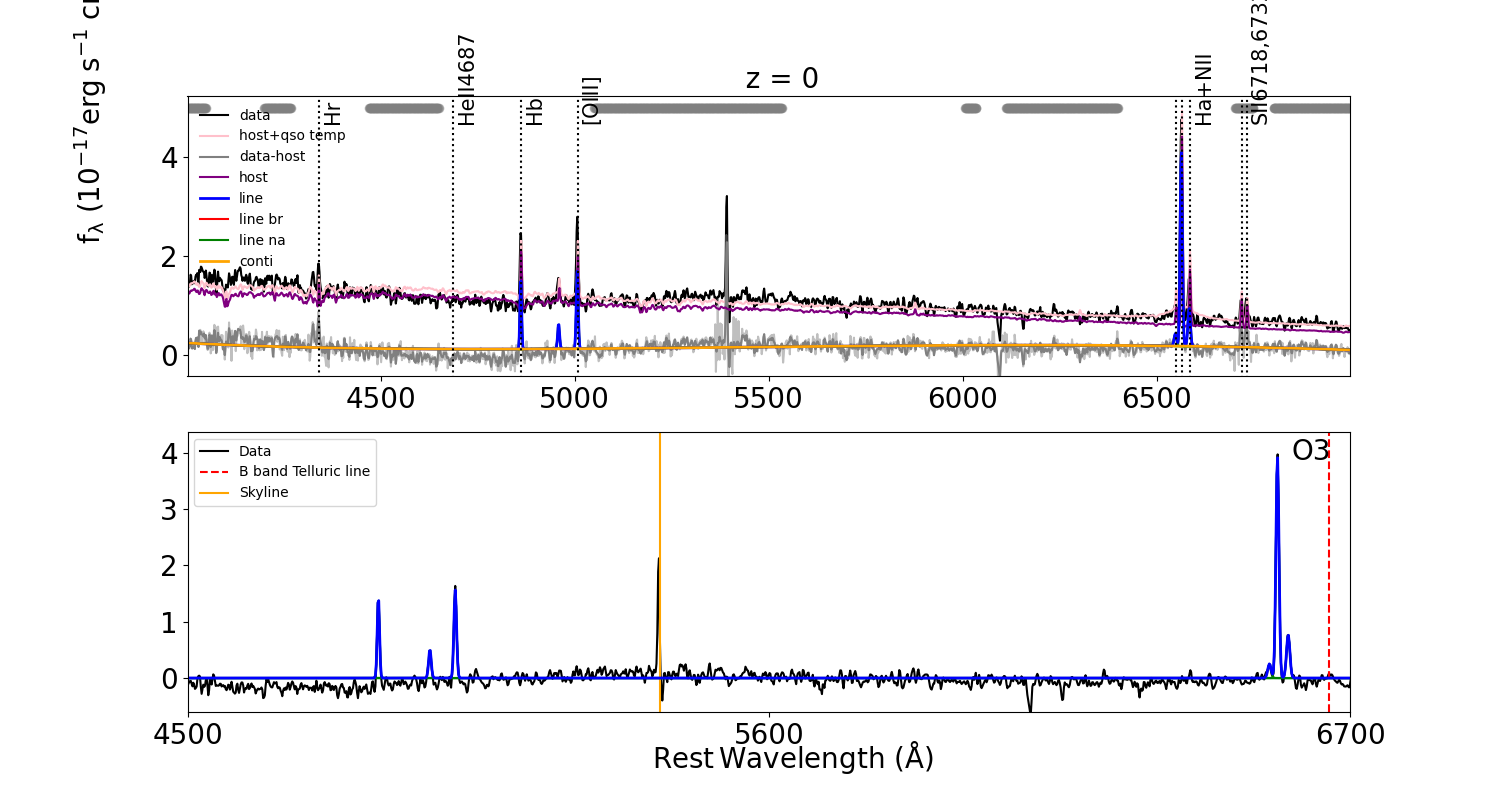 z = 0
fλ (10−17erg s−1 c
Hr
HeII4687
Hb
[OIII]
Ha+NII
SII6718,673
data
host+qso temp
data-host
host
line
line br
line na
conti
4
2
0
4500
5000
5500
6000
6500
Data
B band Telluric line
Skyline
O3
4
3
2
1
0
4500
5600
6700
Rest Wavelength (Å)